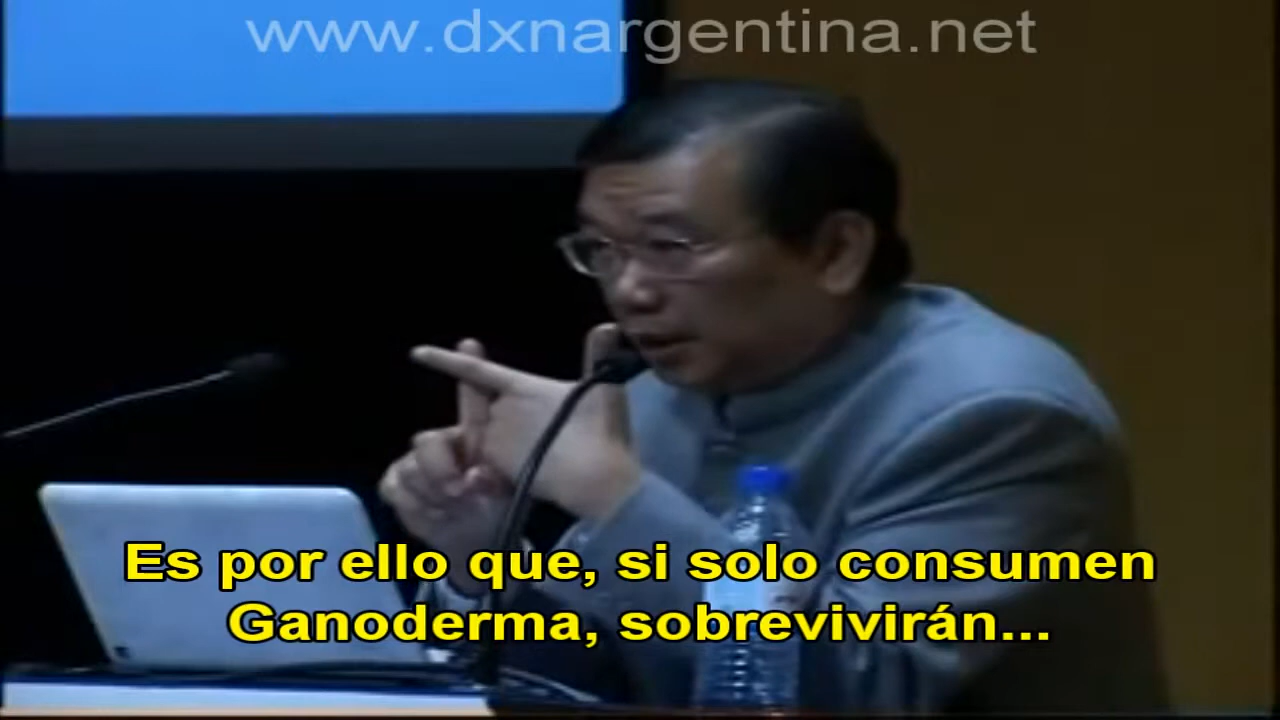 www.dxnargentina.net
Es por ello que, si solo consumen
Ganoderma, sobrevivirán...